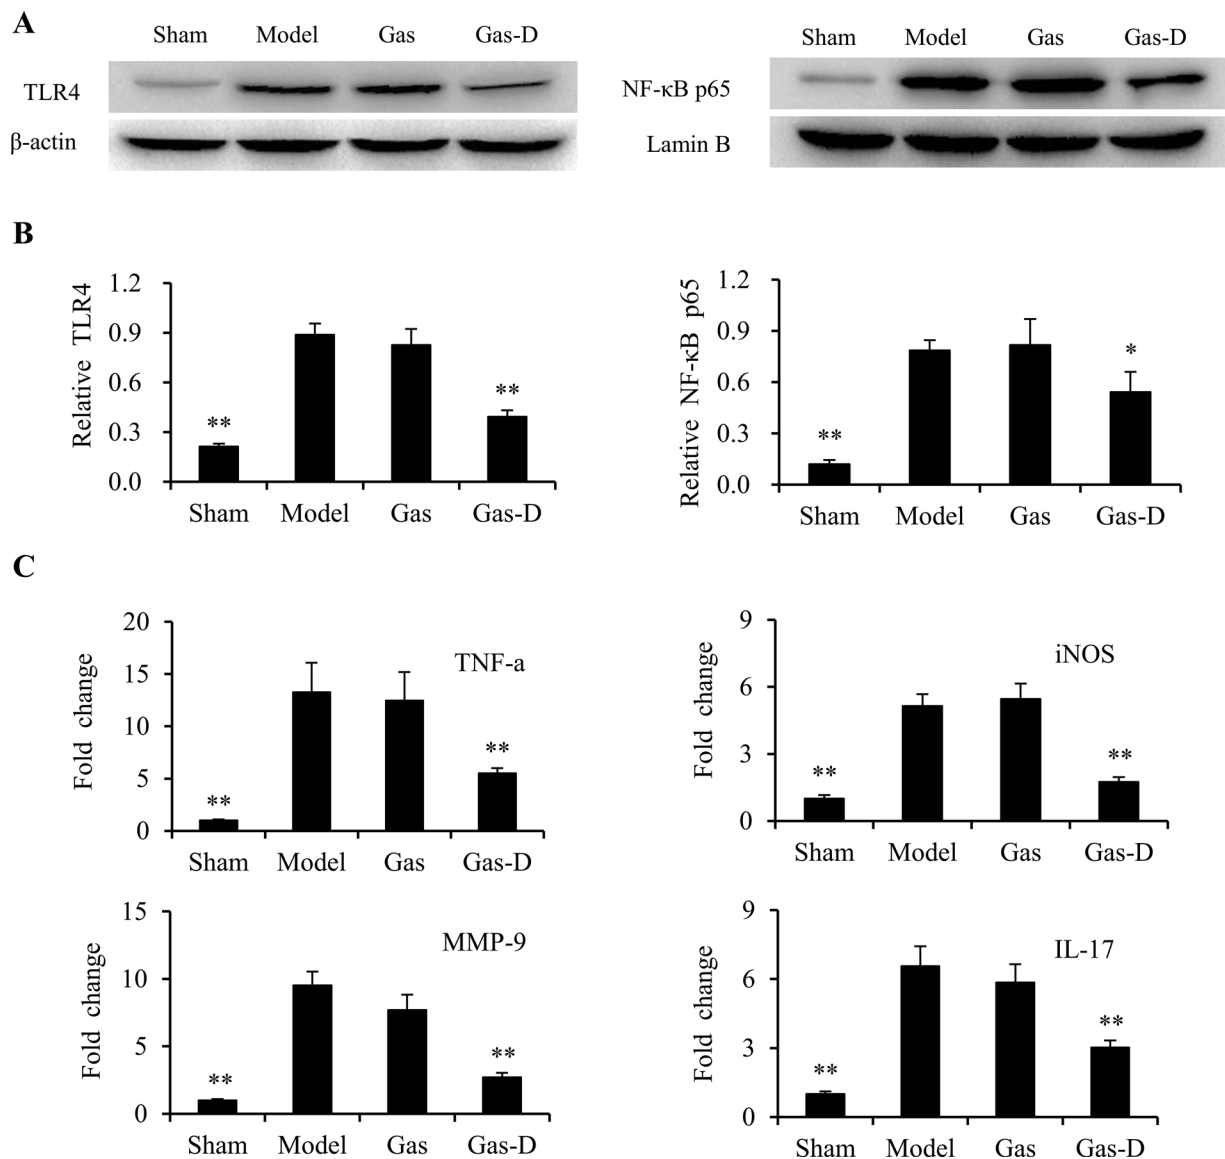 A
Sham Model Gas Gas-D
TLR4
β-actin
Sham Model Gas Gas-D
NF-κB p65
Lamin B
B
Relative TLR4
1.2
0.9
0.6
0.3
0.0
**
**
Sham Model Gas Gas-D
Relative NF-κB p65
1.2
0.9
0.6
0.3
0.0
**
*
Sham Model Gas Gas-D
C
Fold change
20
15
10
5
0
TNF-a
**
**
Sham Model Gas Gas-D
Fold change
9
6
3
0
iNOS
**
**
Sham Model Gas Gas-D
Fold change
15
10
5
0
MMP-9
**
**
Sham Model Gas Gas-D
Fold change
9
6
3
0
IL-17
**
**
Sham Model Gas Gas-D